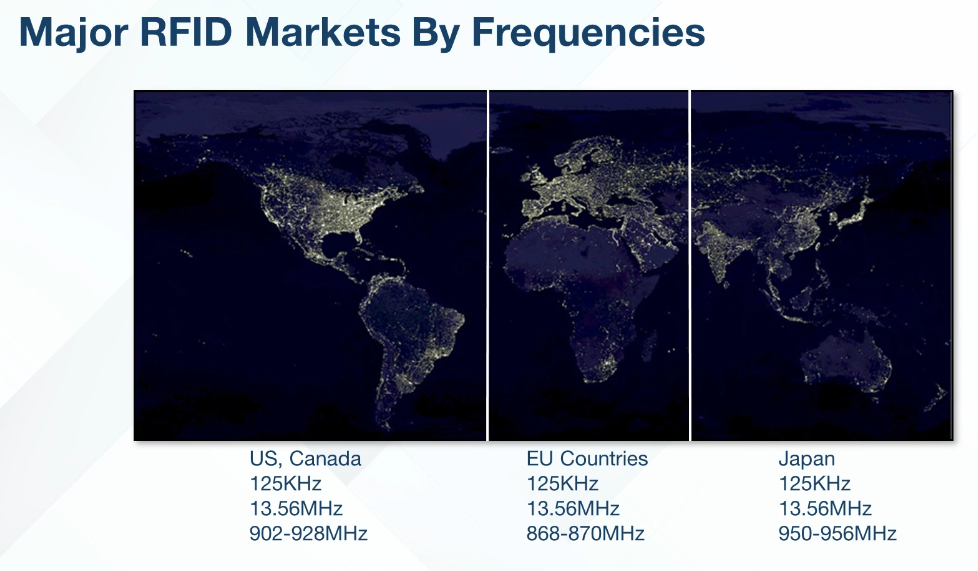 Major RFID Markets By Frequencies
US, Canada
125KHz
13.56MHz
902-928MHz
EU Countries
125KHz
13.56MHz
868-870MHz
Japan
125KHz
13.56MHz
950-956MHz